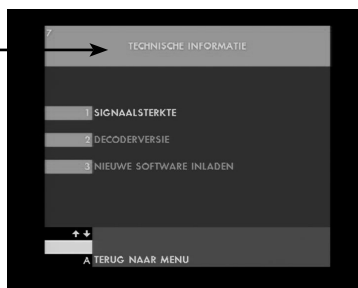 7
TECHNISCHE INFORMATIE
1 SIGNAALSTERKTE
2 DECODERVERSIE
3 NIEUWE SOFTWARE INLADEN
A TERUG NAAR MENU